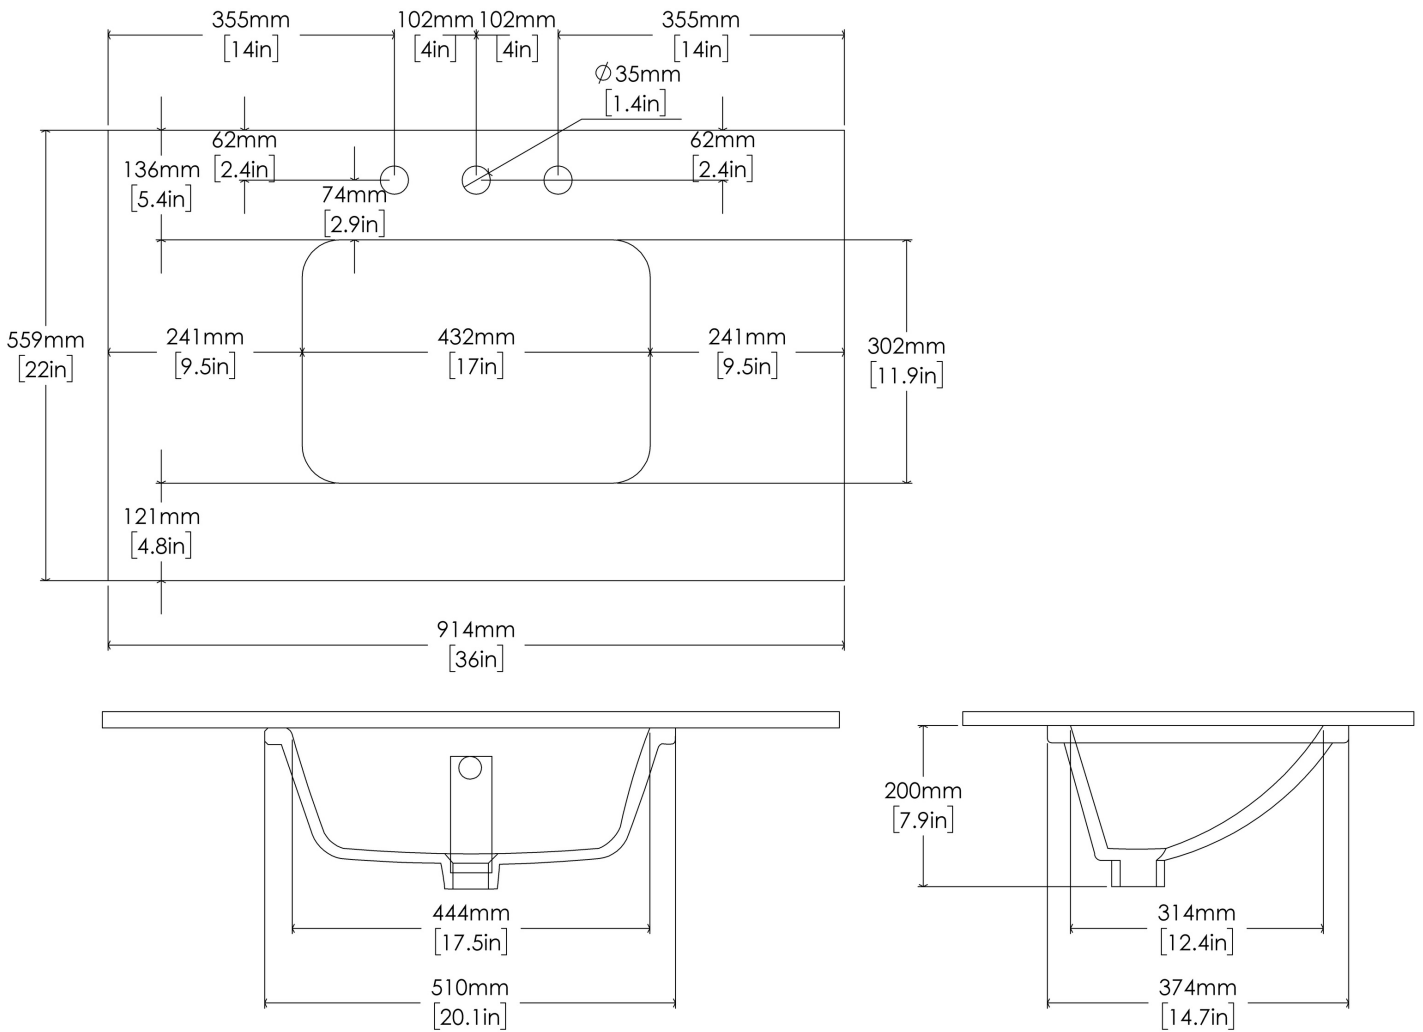 355mm
[14in]
102mm
[4in]
102mm
[4in]
355mm
[14in]
∅35mm
[1.4in]
62mm
[2.4in]
62mm
[2.4in]
136mm
[5.4in]
74mm
[2.9in]
559mm
[22in]
241mm
[9.5in]
432mm
[17in]
241mm
[9.5in]
302mm
[11.9in]
121mm
[4.8in]
914mm
[36in]
200mm
[7.9in]
444mm
[17.5in]
314mm
[12.4in]
510mm
[20.1in]
374mm
[14.7in]